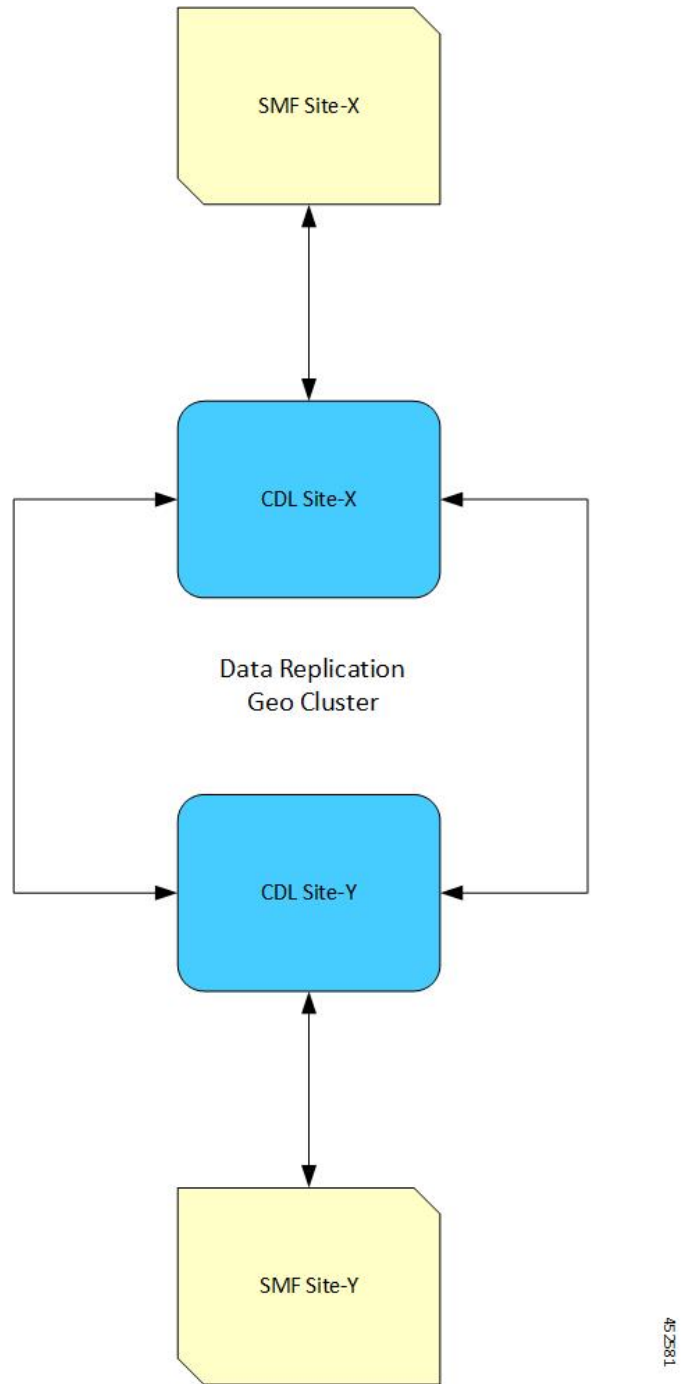 SMF Site-X
CDL Site-X
Data Replication
Geo Cluster
CDL Site-Y
SMF Site-Y
452581